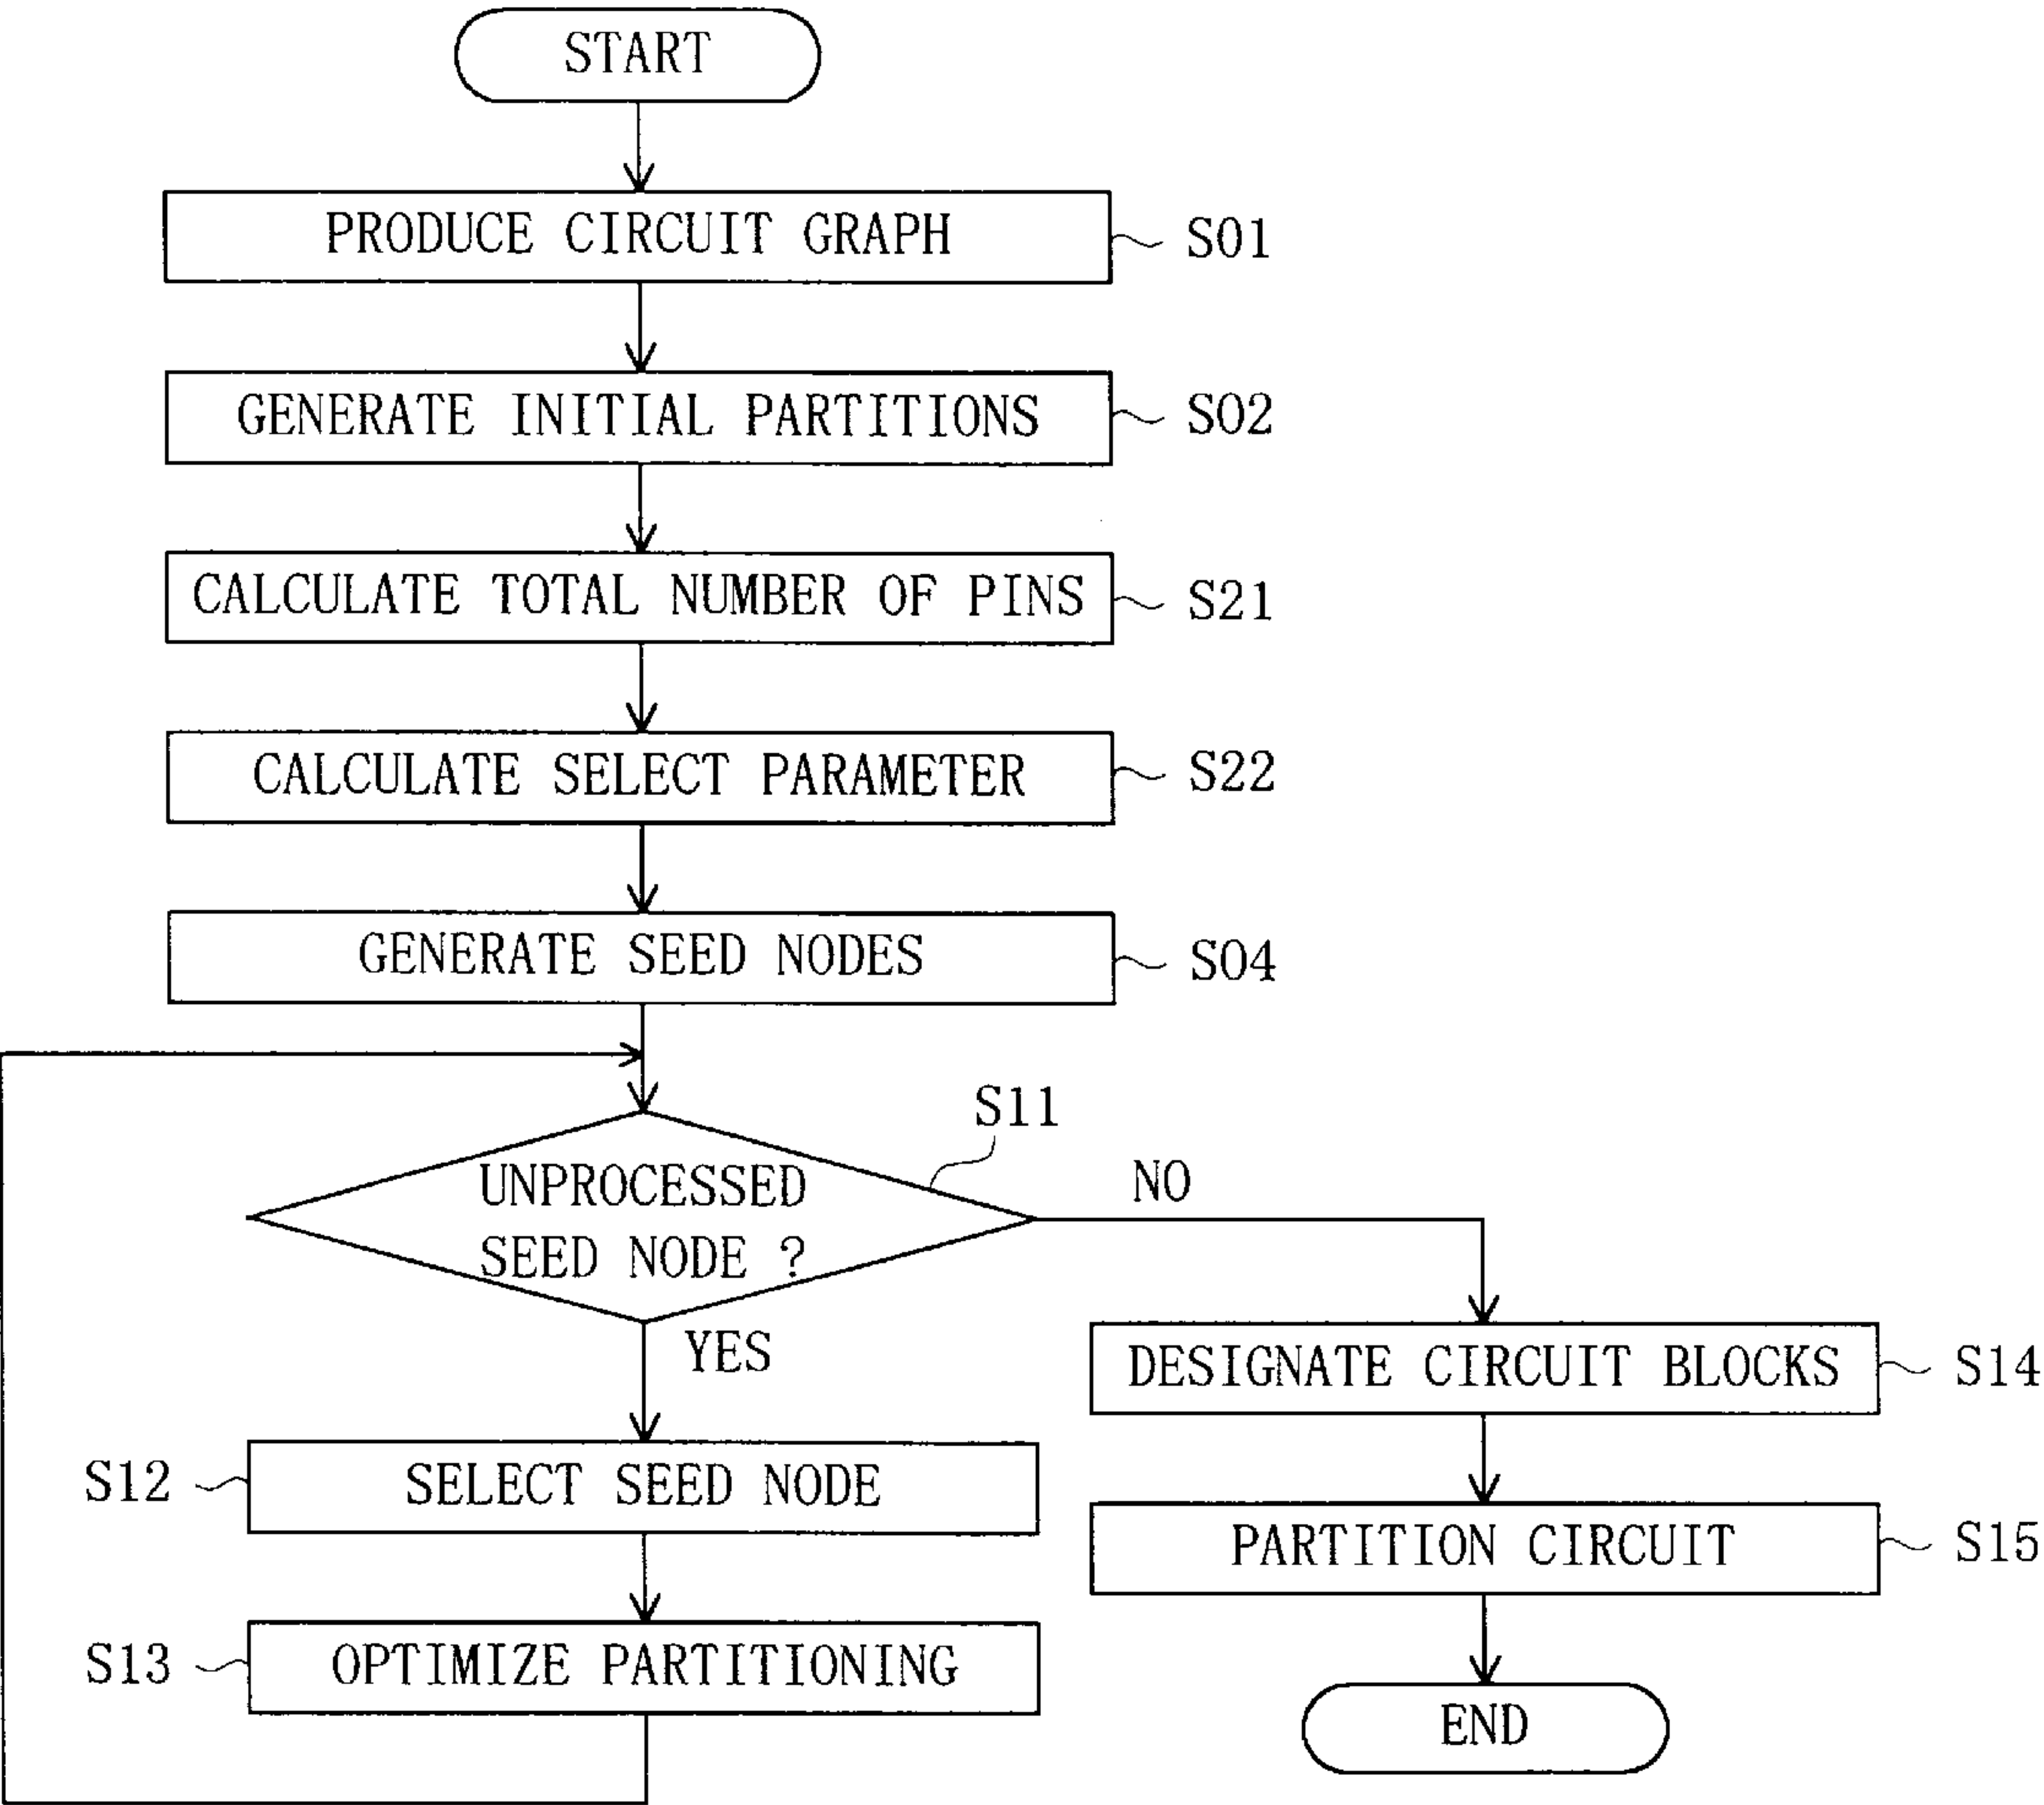 START
PRODUCE CIRCUIT GRAPH
S01
GENERATE INITIAL PARTITIONS
S02
CALCULATE TOTAL NUMBER OF PINS
S21
CALCULATE SELECT PARAMETER
S22
GENERATE SEED NODES
S04
S11
UNPROCESSED
SEED NODE ?
NO
YES
DESIGNATE CIRCUIT BLOCKS
S14
S12
SELECT SEED NODE
PARTITION CIRCUIT
S15
S13
OPTIMIZE PARTITIONING
END